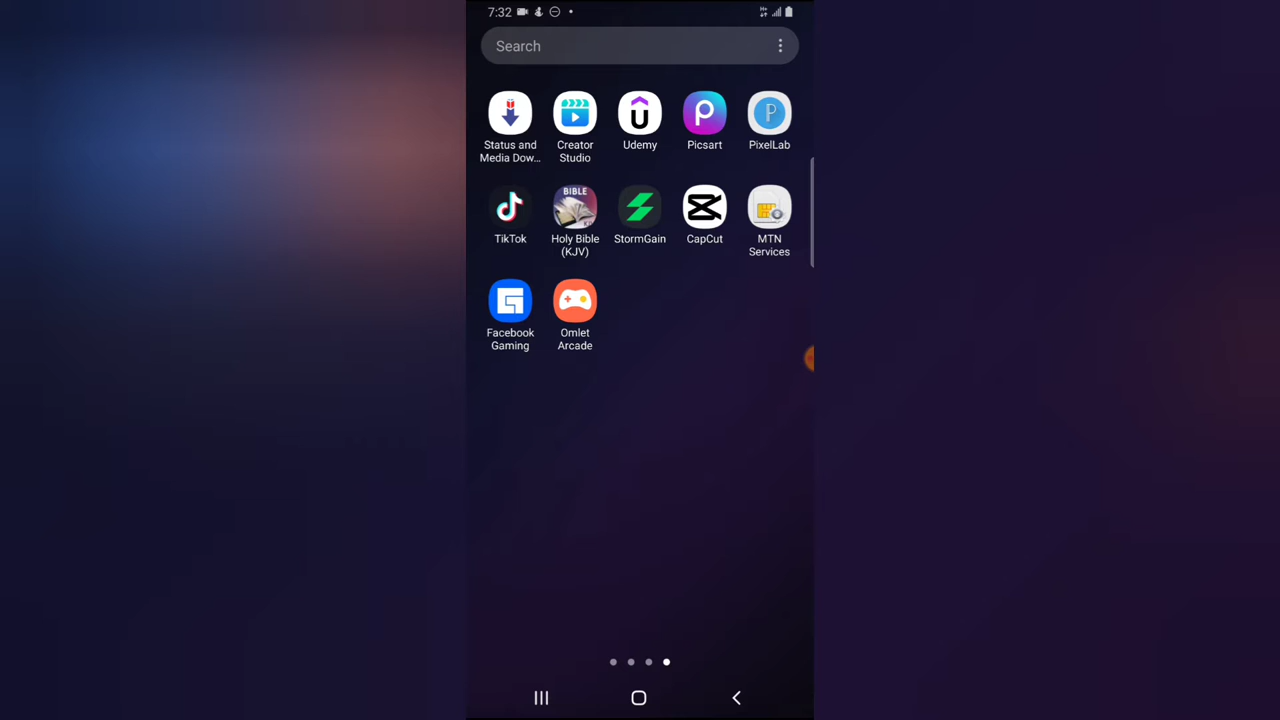 7:32
Search
Status and
Media Dow...
Creator
Studio
Udemy
Picsart
PixelLab
TikTok
BIBLE
Holy Bible
(KJV)
StormGain
CapCut
MTN
Services
Facebook
Gaming
Omlet
Arcade